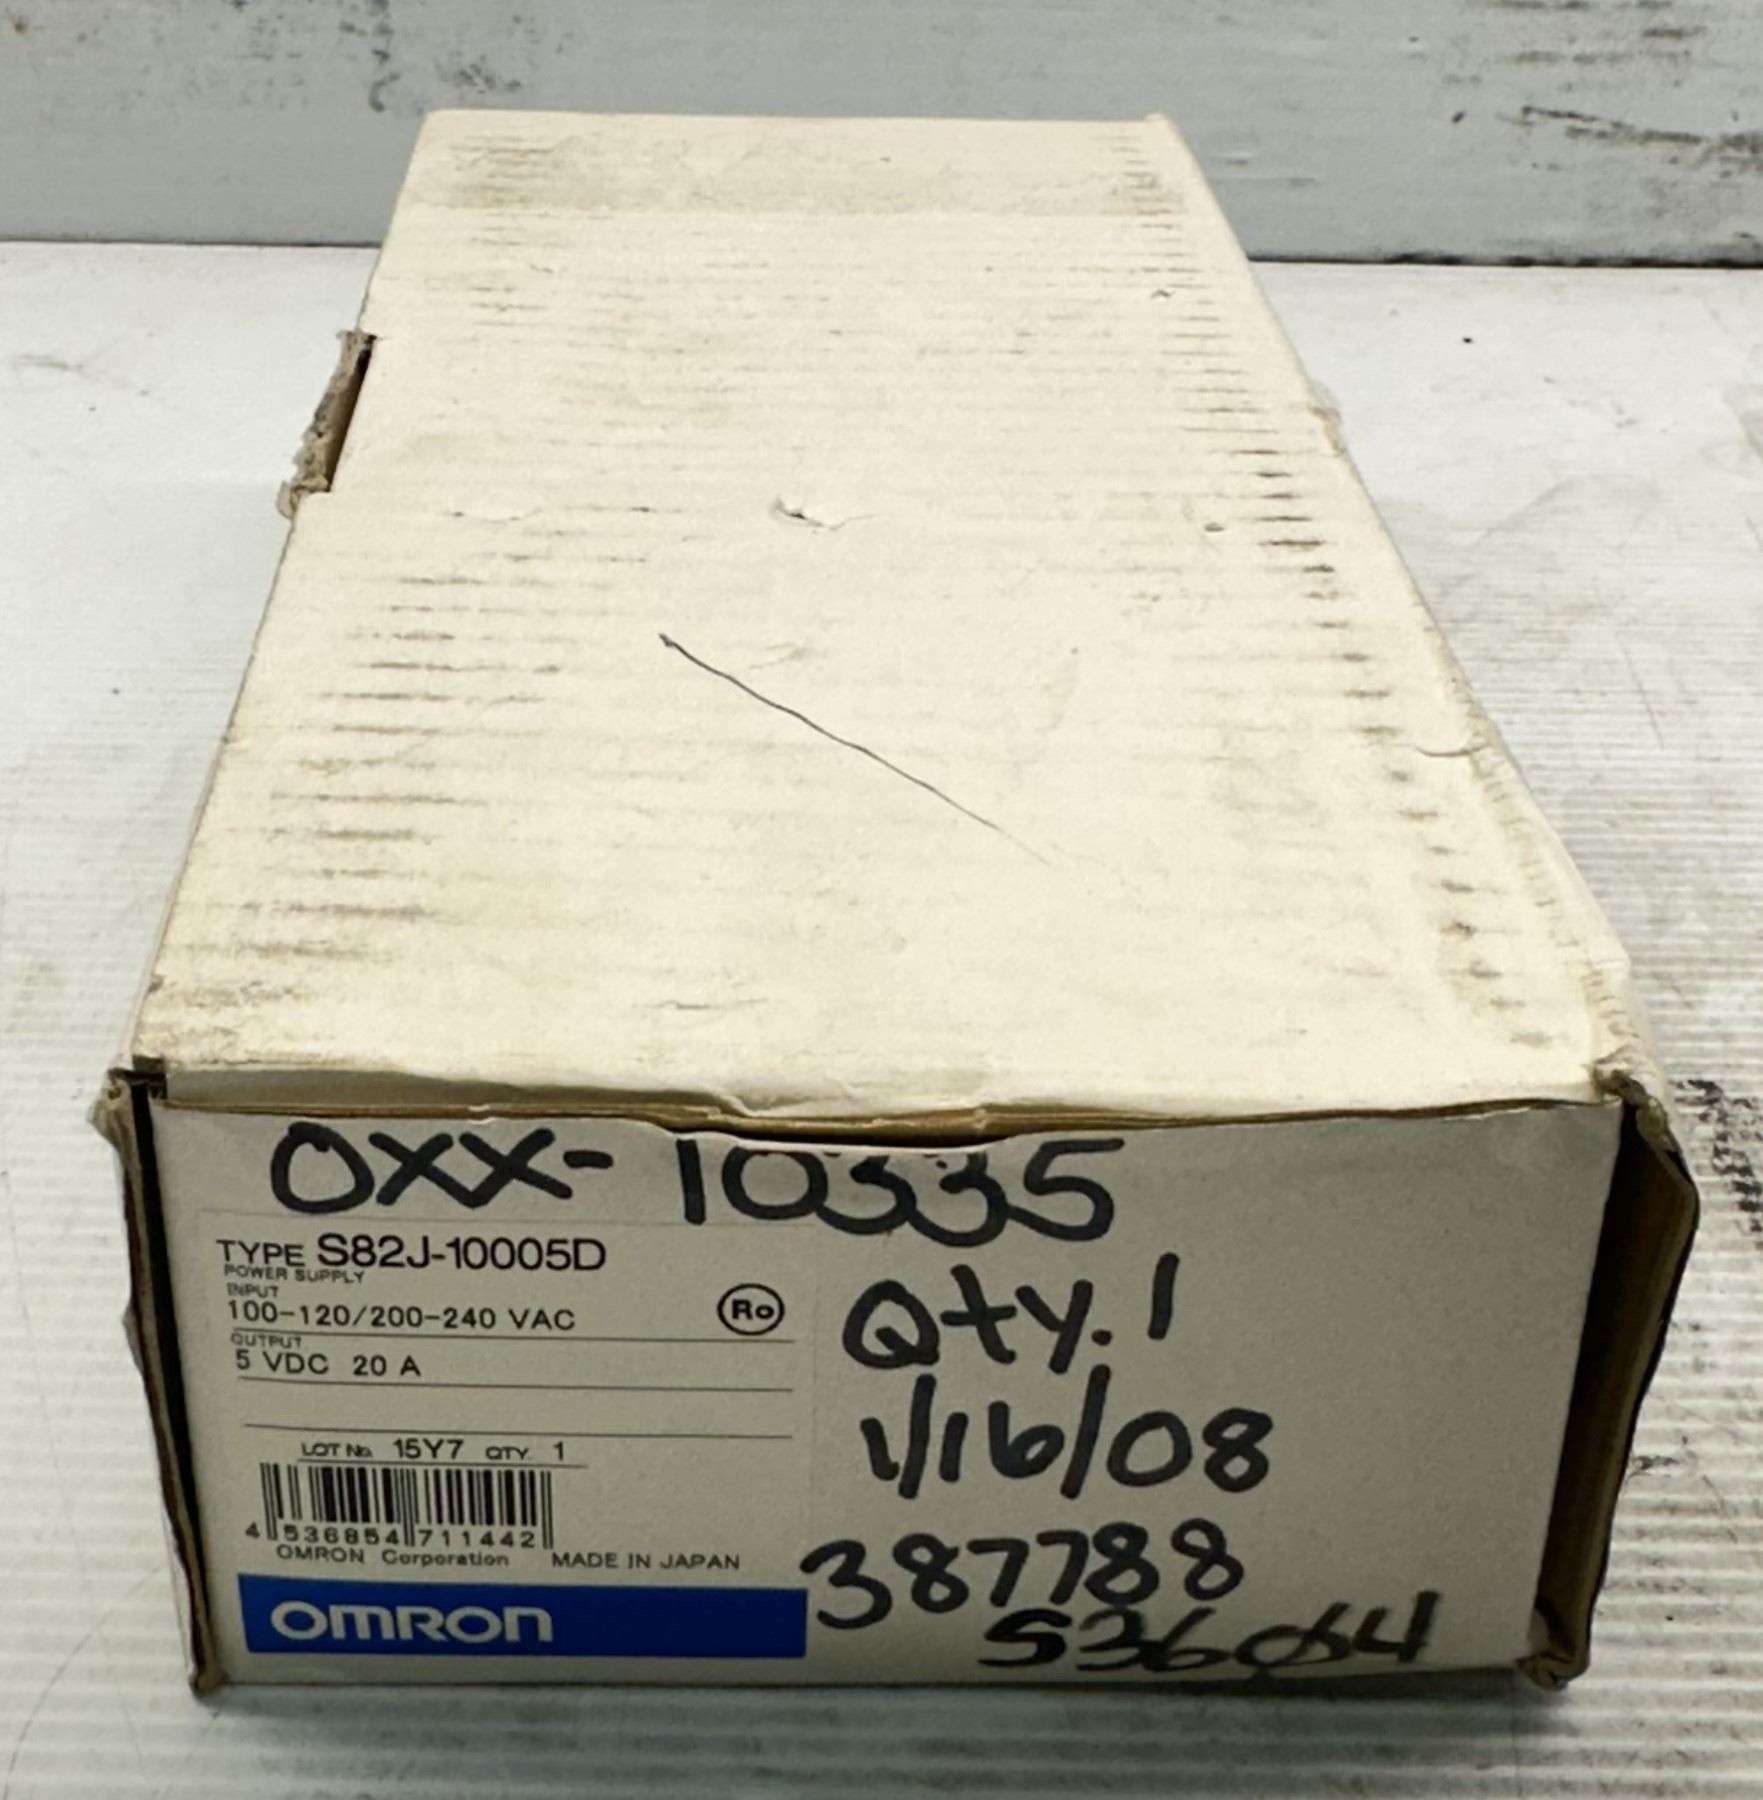 OXX-10335
TYPE S82J-10005D
POWER SUPPLY
INPUT
100-120/200-240 VAC
Ro
OUTPUT
5 VDC 20 A
LOT No. 15Y7 QTY. 1
4 536854 711442
OMRON Corporation MADE IN JAPAN
OMRON
Qty. 1
1/16/08
387788